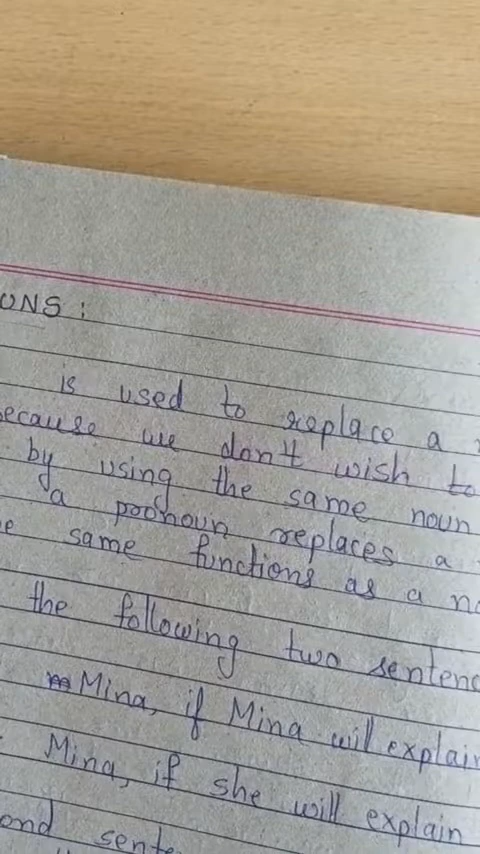 ONS :
is used to replace a
ecause we don't wish to
by using the same noun
a pronoun replaces a
e same functions as a no
the following two sentenc
Mina, if Mina will explain
Mina, if she will explain
ond sente